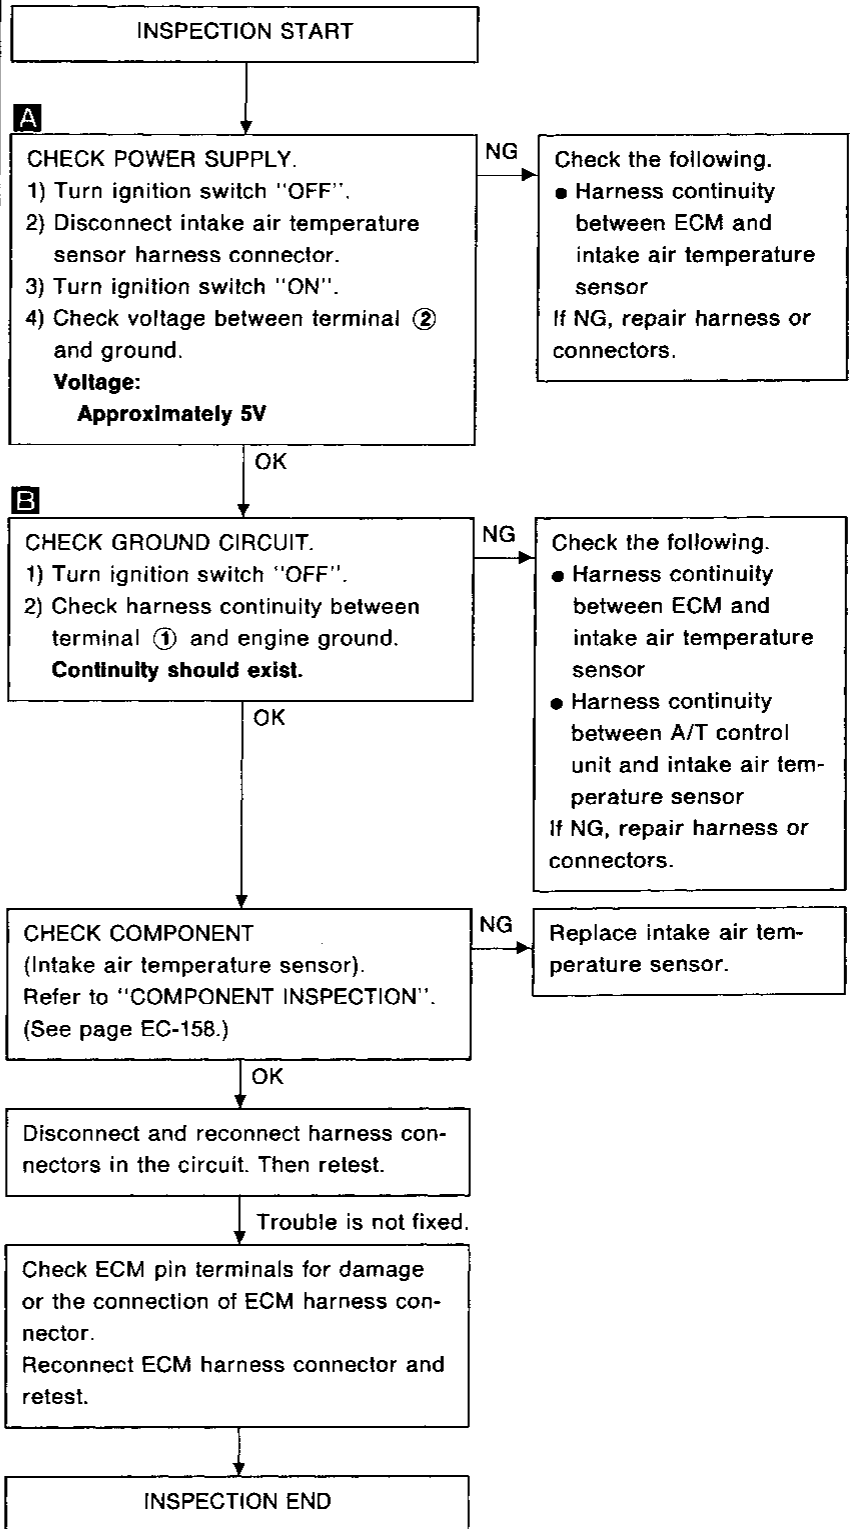 INSPECTION START
A
CHECK POWER SUPPLY.
1) Turn ignition switch "OFF".
2) Disconnect intake air temperature
sensor harness connector.
3) Turn ignition switch "ON".
4) Check voltage between terminal ②
and ground.
Voltage:
Approximately 5V
NG
Check the following.
● Harness continuity
between ECM and
intake air temperature
sensor
If NG, repair harness or
connectors.
OK
B
CHECK GROUND CIRCUIT.
1) Turn ignition switch "OFF".
2) Check harness continuity between
terminal ① and engine ground.
Continuity should exist.
NG
Check the following.
● Harness continuity
between ECM and
intake air temperature
sensor
● Harness continuity
between A/T control
unit and intake air tem-
perature sensor
If NG, repair harness or
connectors.
OK
CHECK COMPONENT
(Intake air temperature sensor).
Refer to "COMPONENT INSPECTION".
(See page EC-158.)
NG
Replace intake air tem-
perature sensor.
OK
Disconnect and reconnect harness con-
nectors in the circuit. Then retest.
Trouble is not fixed.
Check ECM pin terminals for damage
or the connection of ECM harness con-
nector.
Reconnect ECM harness connector and
retest.
INSPECTION END